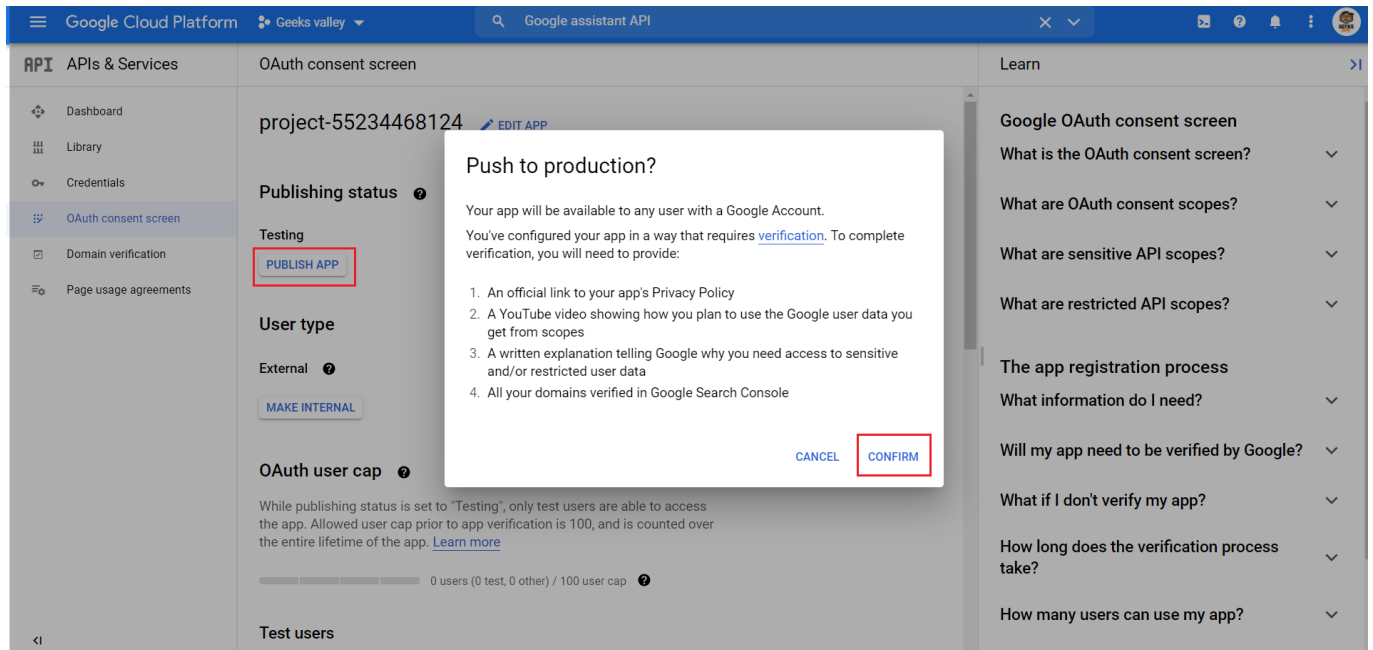 Google Cloud Platform
Geeks valley
Google assistant API
API
APIs & Services
Dashboard
Library
Credentials
OAuth consent screen
Domain verification
Page usage agreements
OAuth consent screen
project-55234468124
EDIT APP
Publishing status
Testing
PUBLISH APP
User type
External
MAKE INTERNAL
OAuth user cap
While publishing status is set to "Testing", only test users are able to access
the app. Allowed user cap prior to app verification is 100, and is counted over
the entire lifetime of the app. Learn more
0 users (0 test, 0 other) / 100 user cap
Test users
Push to production?
Your app will be available to any user with a Google Account.
You've configured your app in a way that requires verification. To complete
verification, you will need to provide:
1. An official link to your app's Privacy Policy
2. A YouTube video showing how you plan to use the Google user data you
get from scopes
3. A written explanation telling Google why you need access to sensitive
and/or restricted user data
4. All your domains verified in Google Search Console
CANCEL
CONFIRM
Learn
Google OAuth consent screen
What is the OAuth consent screen?
What are OAuth consent scopes?
What are sensitive API scopes?
What are restricted API scopes?
The app registration process
What information do I need?
Will my app need to be verified by Google?
What if I don't verify my app?
How long does the verification process
take?
How many users can use my app?